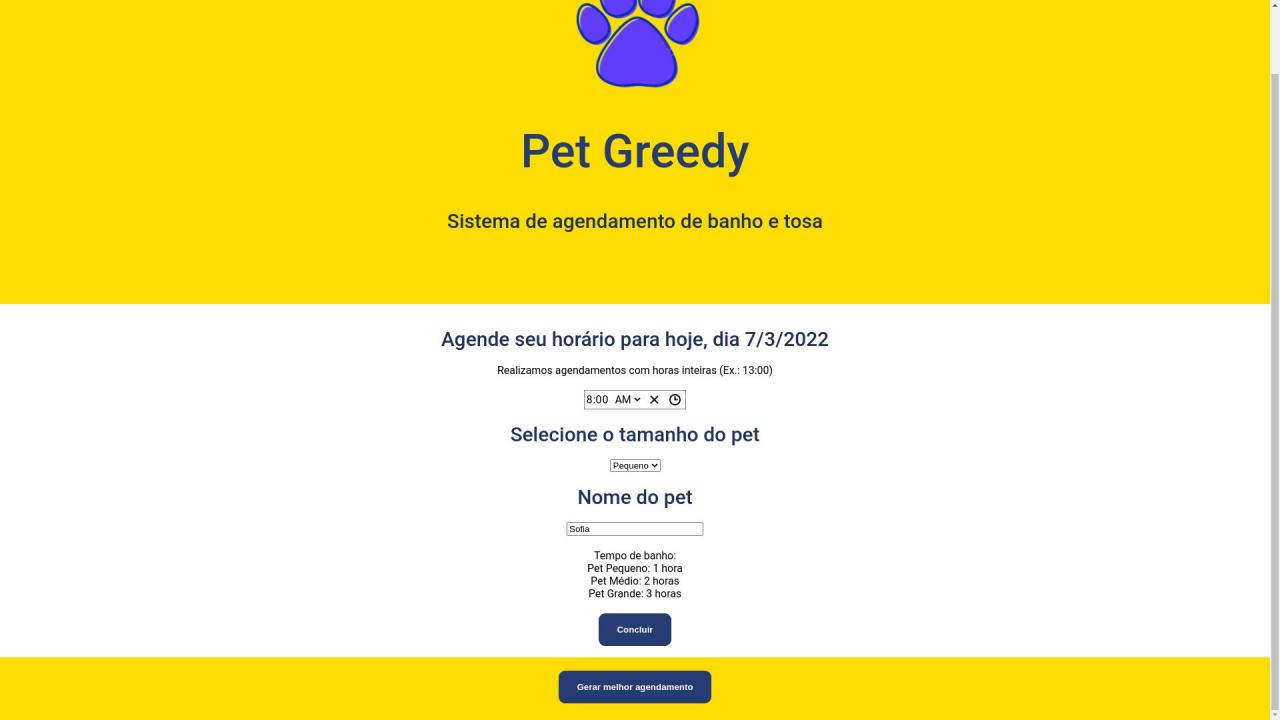 Pet Greedy
Sistema de agendamento de banho e tosa
Agende seu horário para hoje, dia 7/3/2022
Realizamos agendamentos com horas inteiras (Ex.: 13:00)
8:00 AM
Selecione o tamanho do pet
Pequeno
Nome do pet
Sofia
Tempo de banho:
Pet Pequeno: 1 hora
Pet Médio: 2 horas
Pet Grande: 3 horas
Concluir
Gerar melhor agendamento